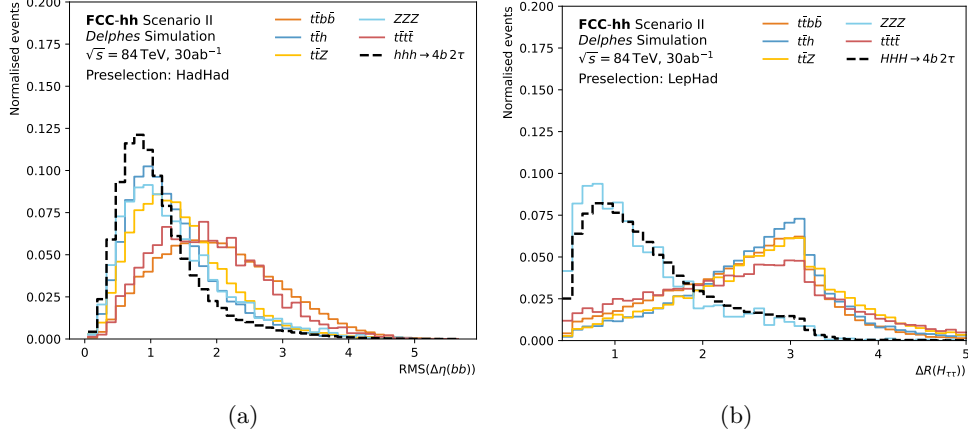 FCC-hh Scenario II
Delphes Simulation
√s = 84 TeV, 30ab⁻¹
Preselection: HadHad
tt̄bb̄
tt̄h
tt̄Z
ZZZ
tt̄tt̄
hhh → 4b 2τ
Normalised events
0.200
0.175
0.150
0.125
0.100
0.075
0.050
0.025
0.000
0 1 2 3 4 5
RMS(Δη(bb))
(a)
FCC-hh Scenario II
Delphes Simulation
√s = 84 TeV, 30ab⁻¹
Preselection: LepHad
tt̄bb̄
tt̄h
tt̄Z
ZZZ
tt̄tt̄
HHH → 4b 2τ
Normalised events
0.200
0.175
0.150
0.125
0.100
0.075
0.050
0.025
0.000
1 2 3 4 5
ΔR(H_ττ))
(b)